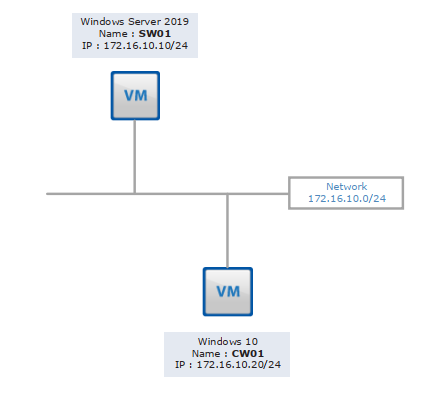 Windows Server 2019
Name : SW01
IP : 172.16.10.10/24
VM
Network
172.16.10.0/24
VM
Windows 10
Name : CW01
IP : 172.16.10.20/24